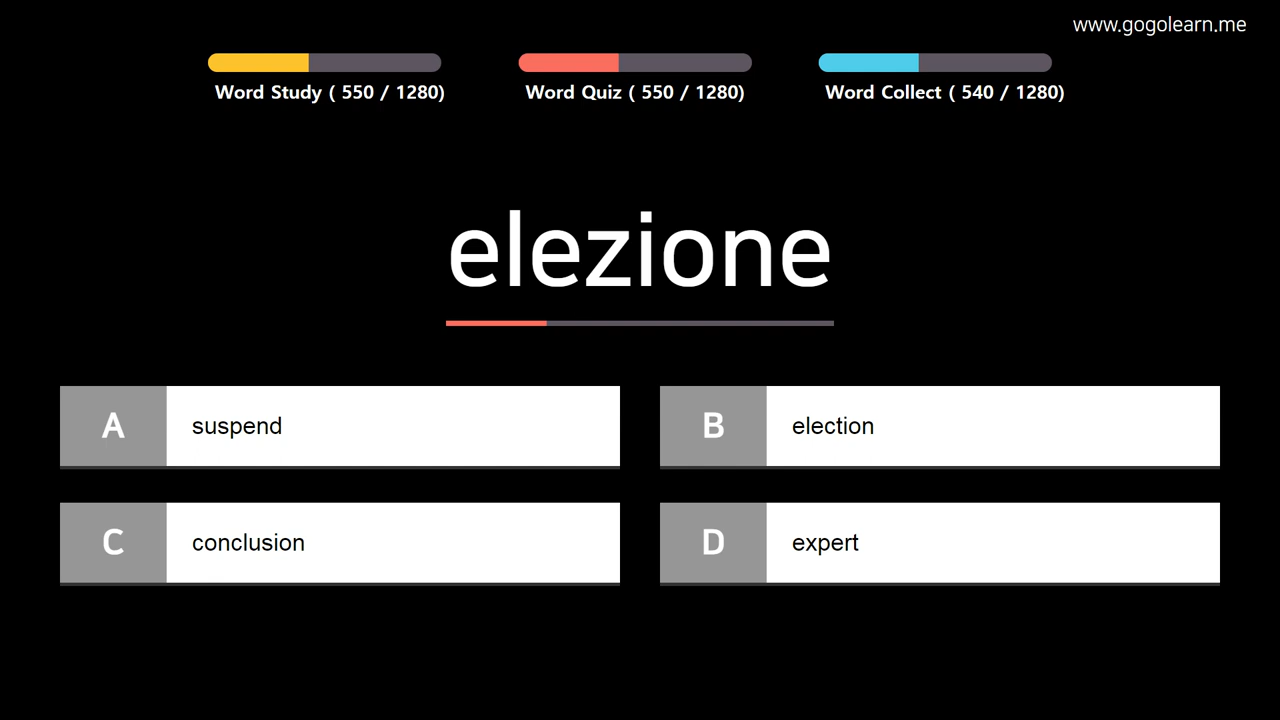 www.gogolearn.me
Word Study ( 550 / 1280)
Word Quiz ( 550 / 1280)
Word Collect ( 540 / 1280)
elezione
A suspend
B election
C conclusion
D expert